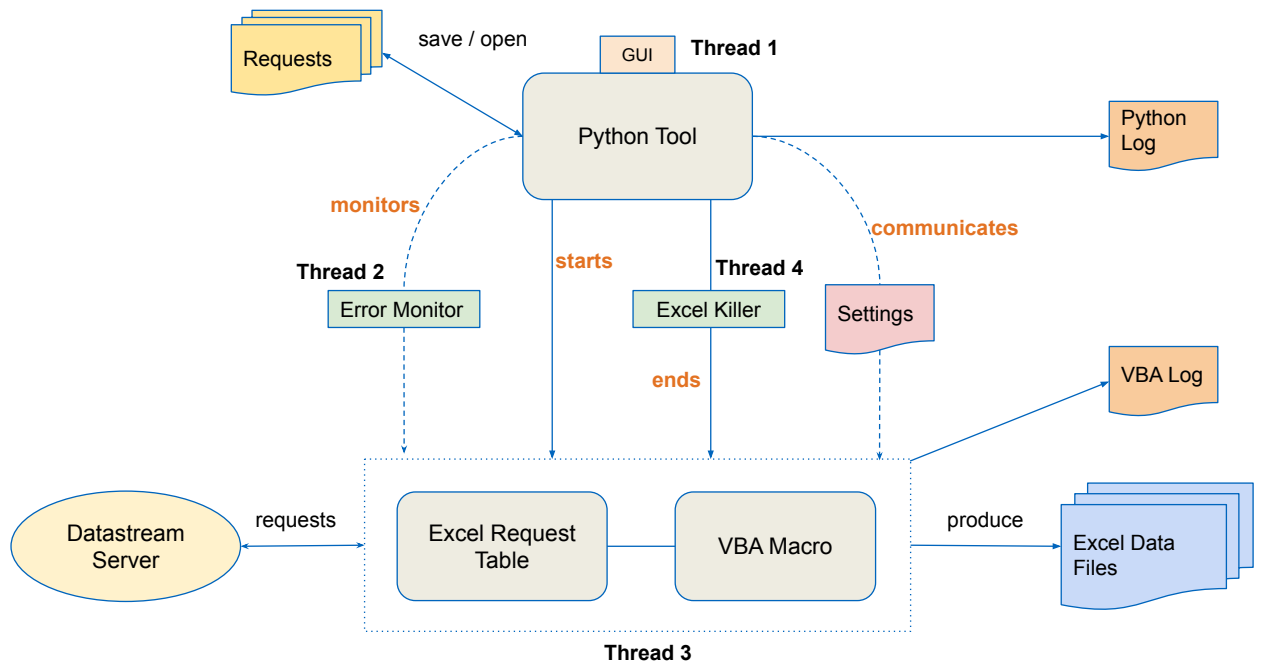 save / open
GUI
Thread 1
Requests
Python
Log
Python Tool
monitors
communicates
starts
Thread 2
Thread 4
Error Monitor
Excel Killer
Settings
ends
VBA Log
requests
produce
Datastream
Server
Excel Request
Table
VBA Macro
Excel Data
Files
Thread 3